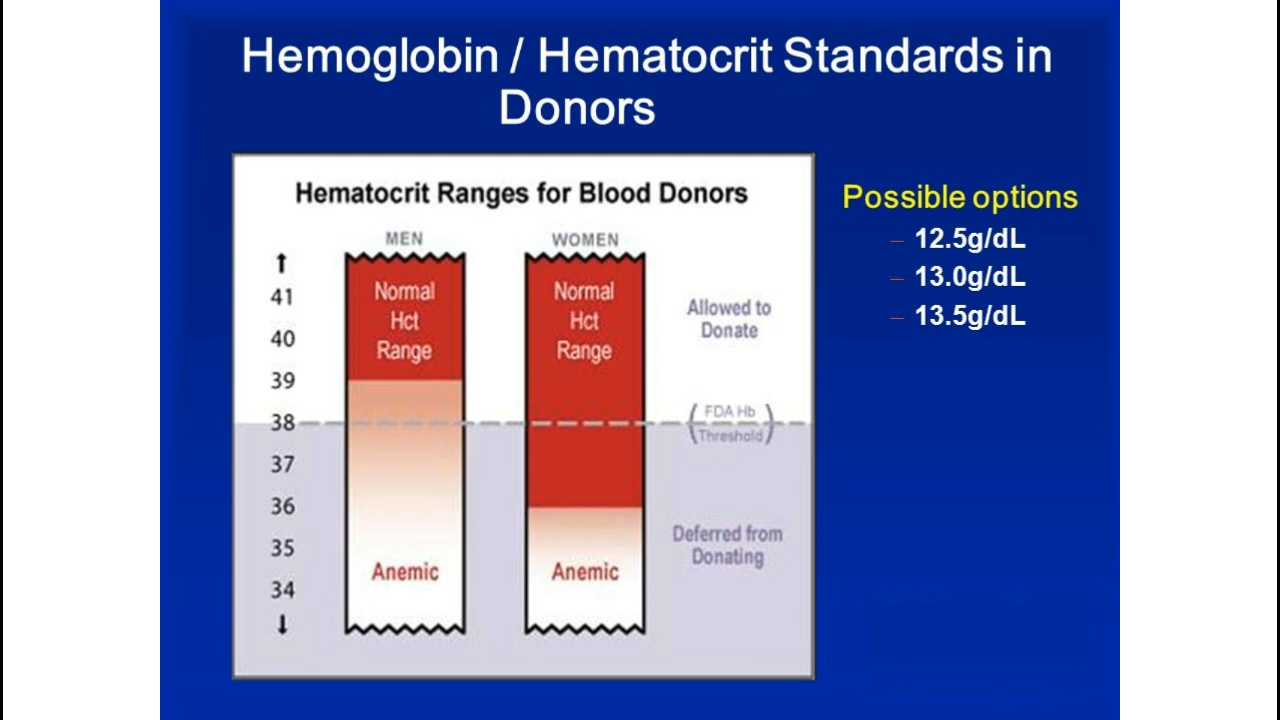 Hemoglobin / Hematocrit Standards in
Donors
Hematocrit Ranges for Blood Donors
MEN
WOMEN
41
40
39
38
37
36
35
34
Normal
Hct
Range
Anemic
Normal
Hct
Range
Anemic
Allowed to
Donate
FDA Hb
Threshold
Deferred from
Donating
Possible options
– 12.5g/dL
– 13.0g/dL
– 13.5g/dL